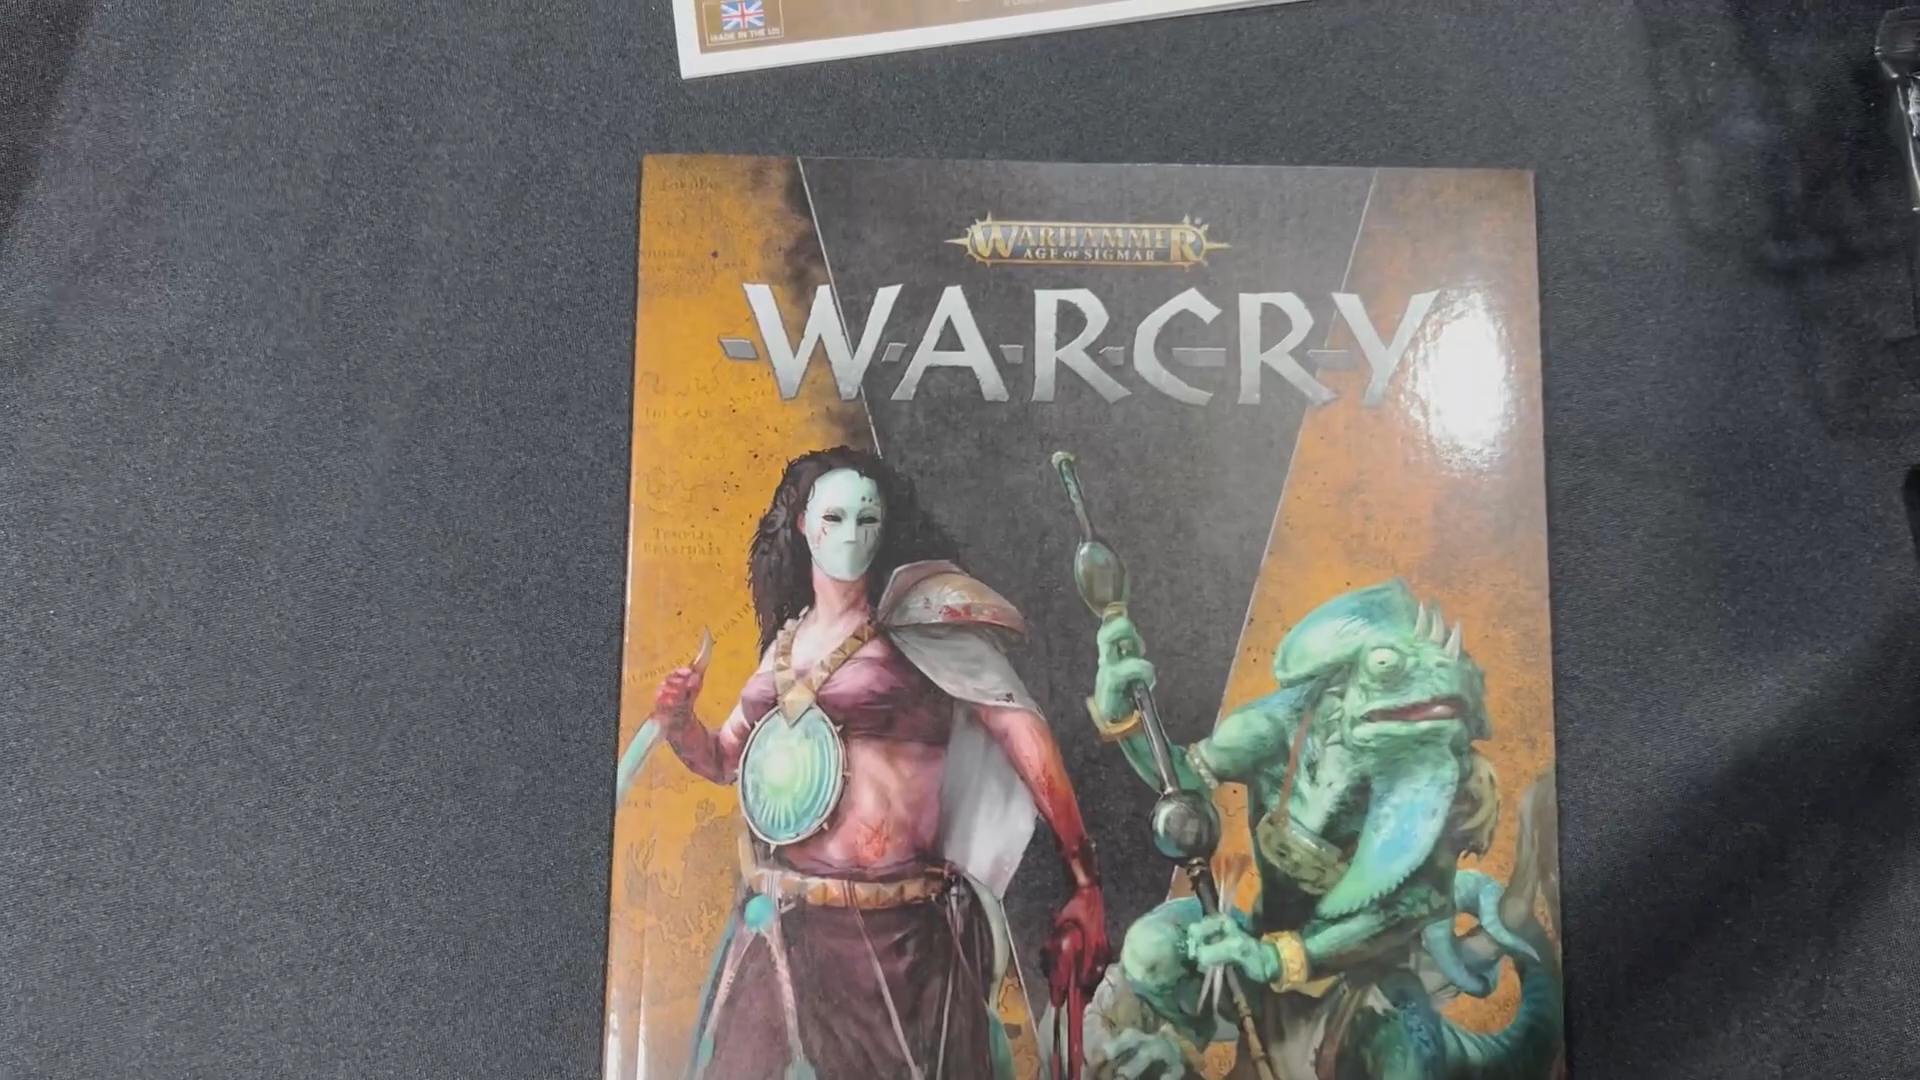 MADE IN THE UK
WARHAMMER
AGE OF SIGMAR
WARCRY